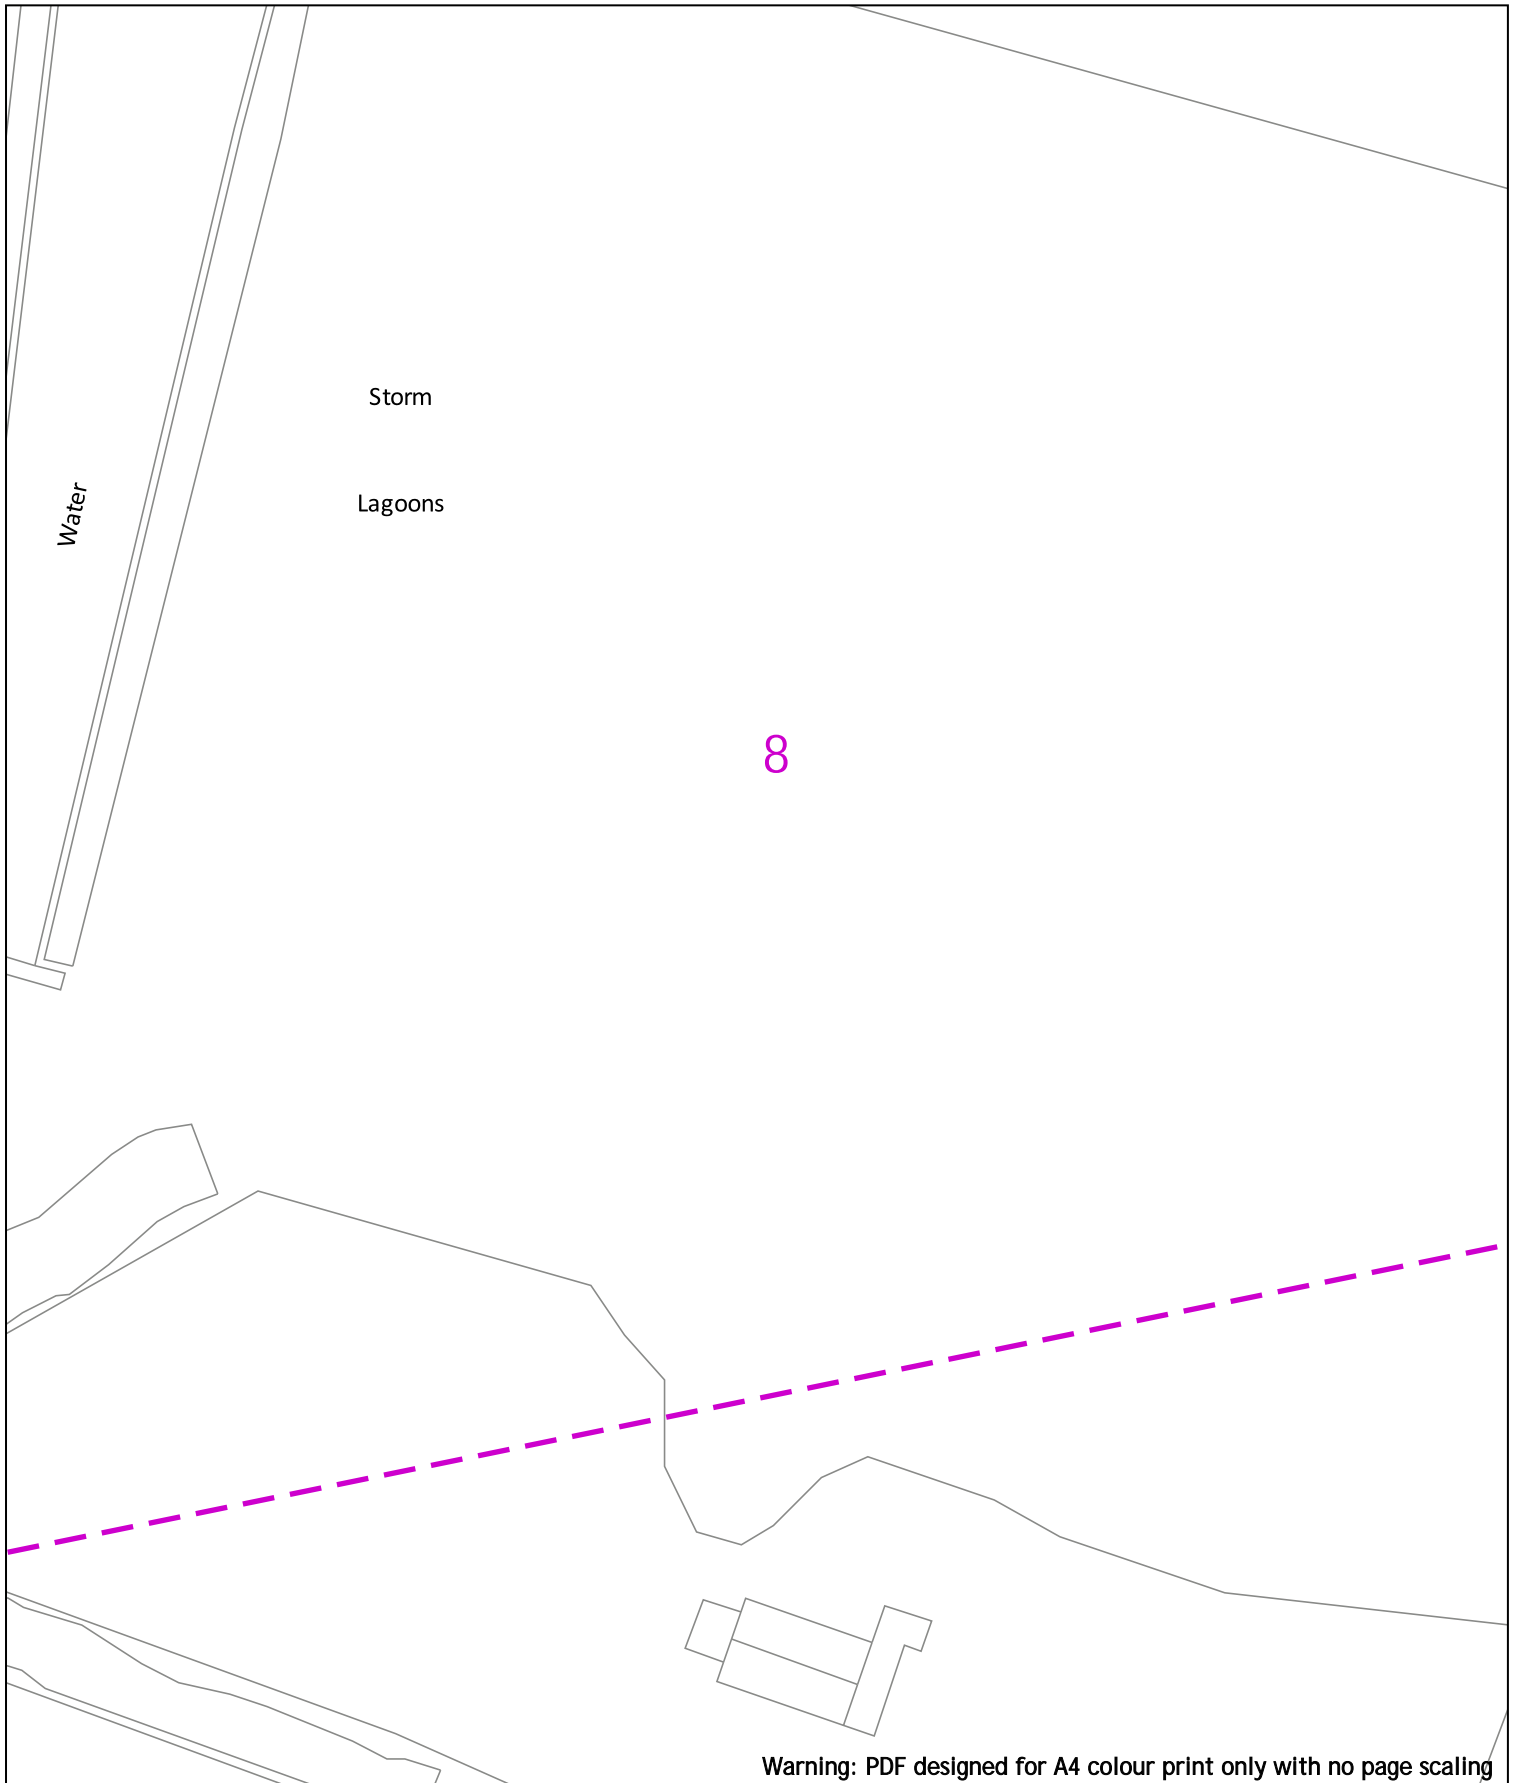 Storm
Lagoons
Water
8
Warning: PDF designed for A4 colour print only with no page scaling